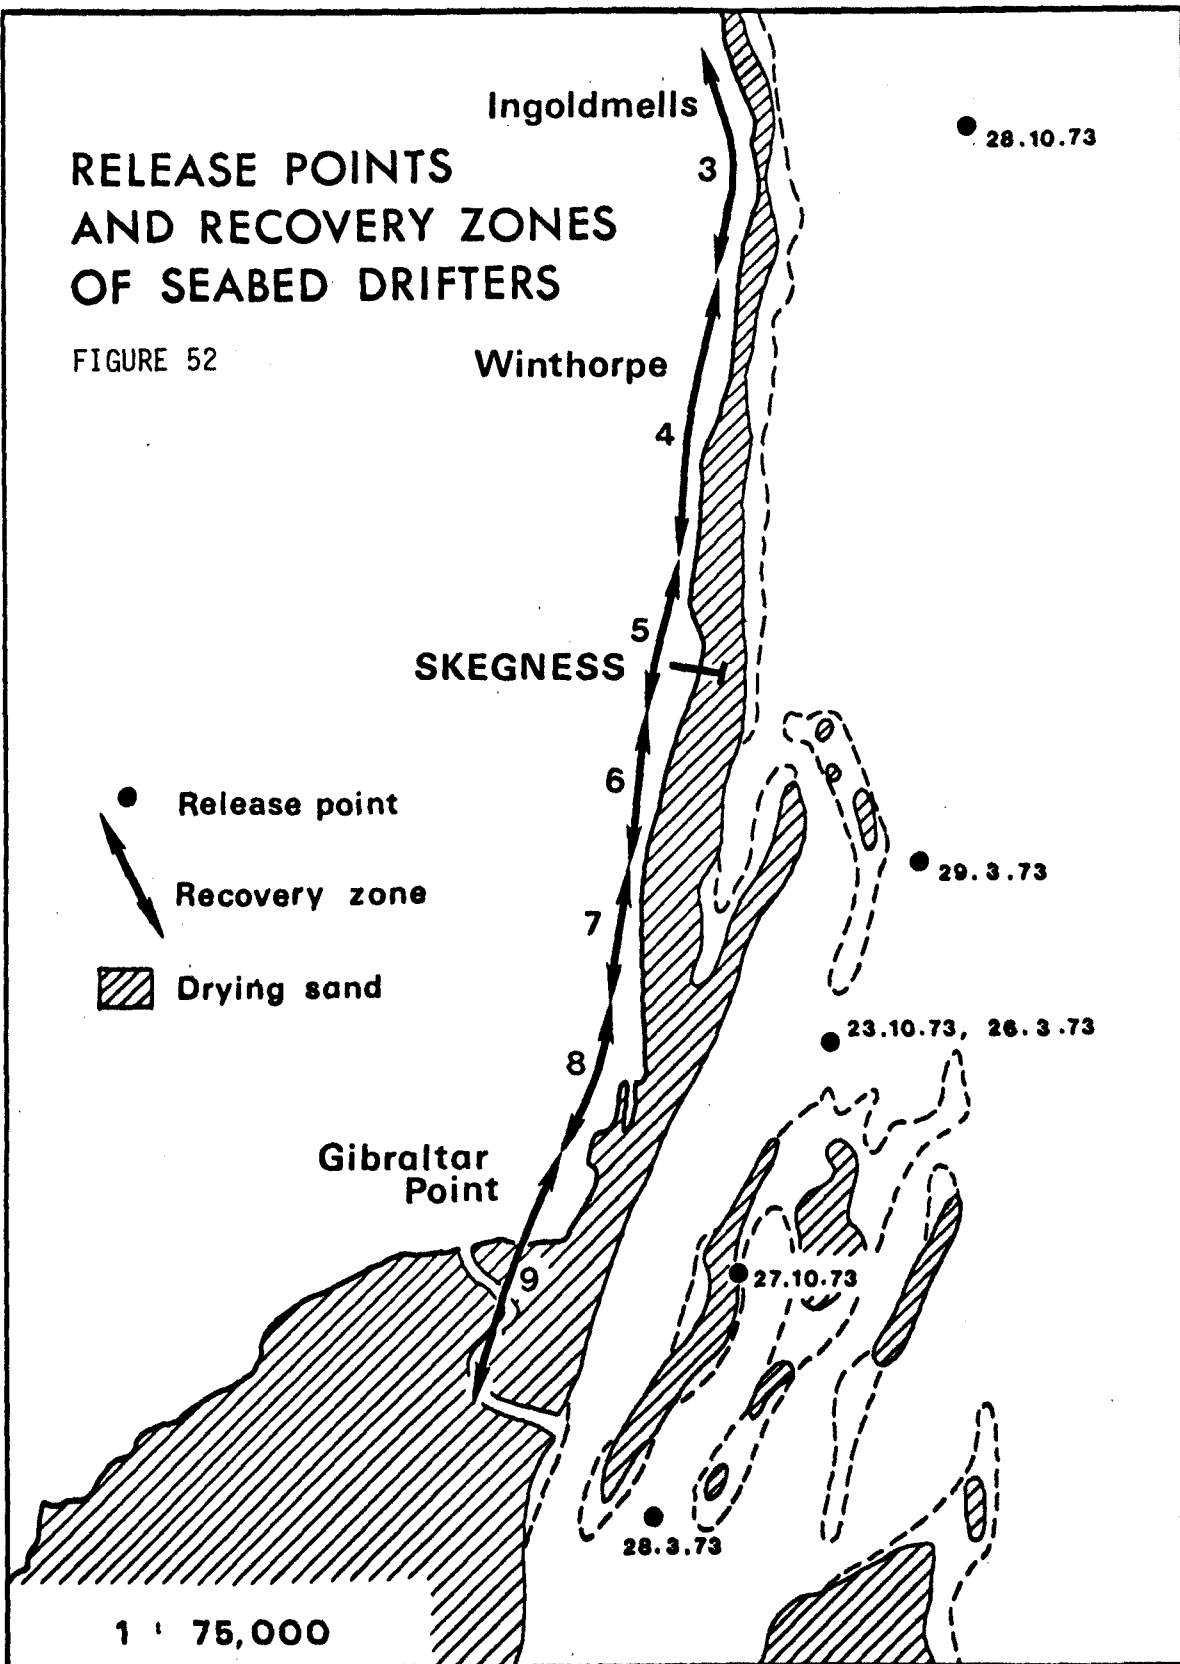 Ingoldmells
28.10.73
3
RELEASE POINTS
AND RECOVERY ZONES
OF SEABED DRIFTERS
FIGURE 52
Winthorpe
4
5
SKEGNESS
6
Release point
29.3.73
Recovery zone
7
Drying sand
23.10.73, 26.3.73
8
Gibraltar
Point
9
27.10.73
28.3.73
1 : 75,000